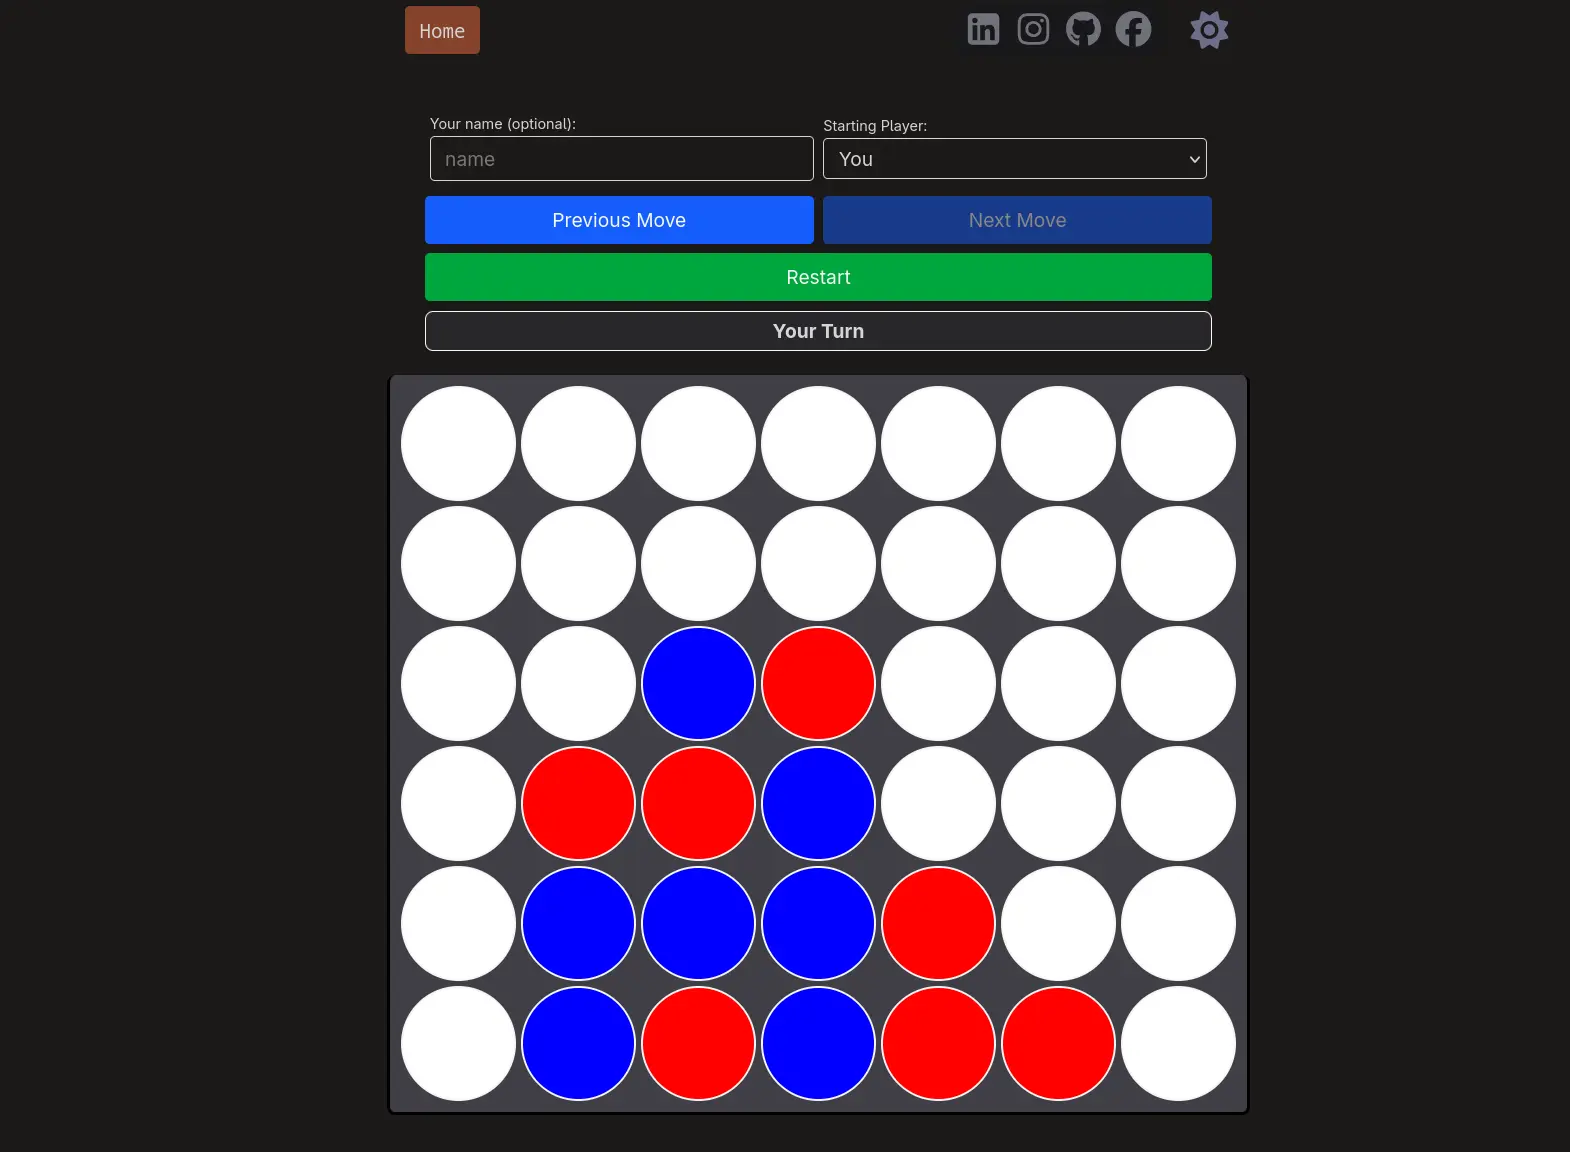 Home
Your name (optional):
Starting Player:
name
You
Previous Move
Next Move
Restart
Your Turn